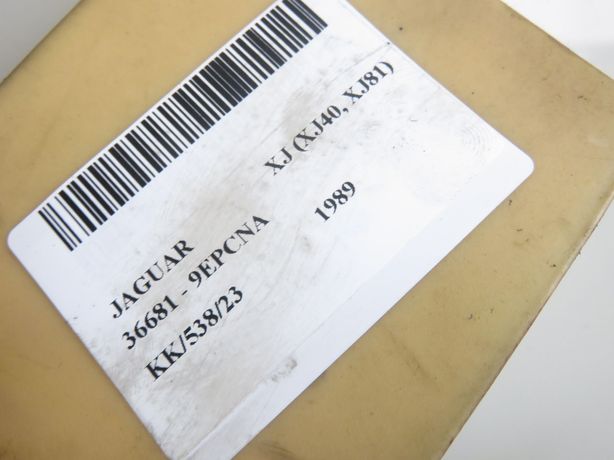 JAGUAR XJ (XJ40, XJ81)
36681 - 9EPCNA 1989
KK/538/23